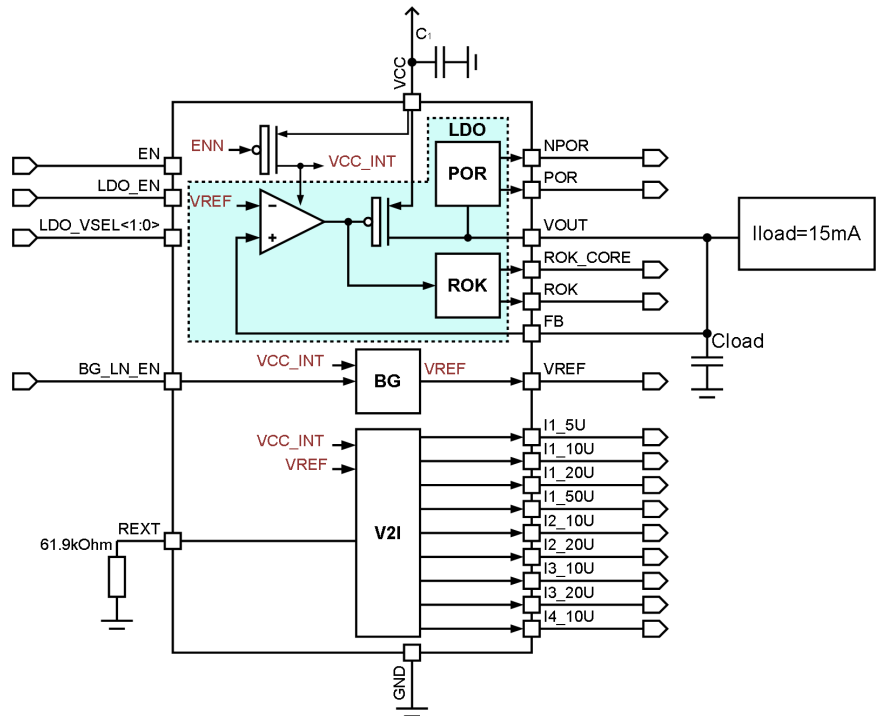 C1
VCC
LDO
ENN
VCC_INT
EN
LDO_EN
LDO_VSEL<1:0>
VREF
−
+
POR
NPOR
POR
VOUT
Iload=15mA
ROK
ROK_CORE
ROK
FB
Cload
BG_LN_EN
VCC_INT
BG
VREF
VREF
VCC_INT
VREF
V2I
I1_5U
I1_10U
I1_20U
I1_50U
I2_10U
I2_20U
I3_10U
I3_20U
I4_10U
REXT
61.9kOhm
GND